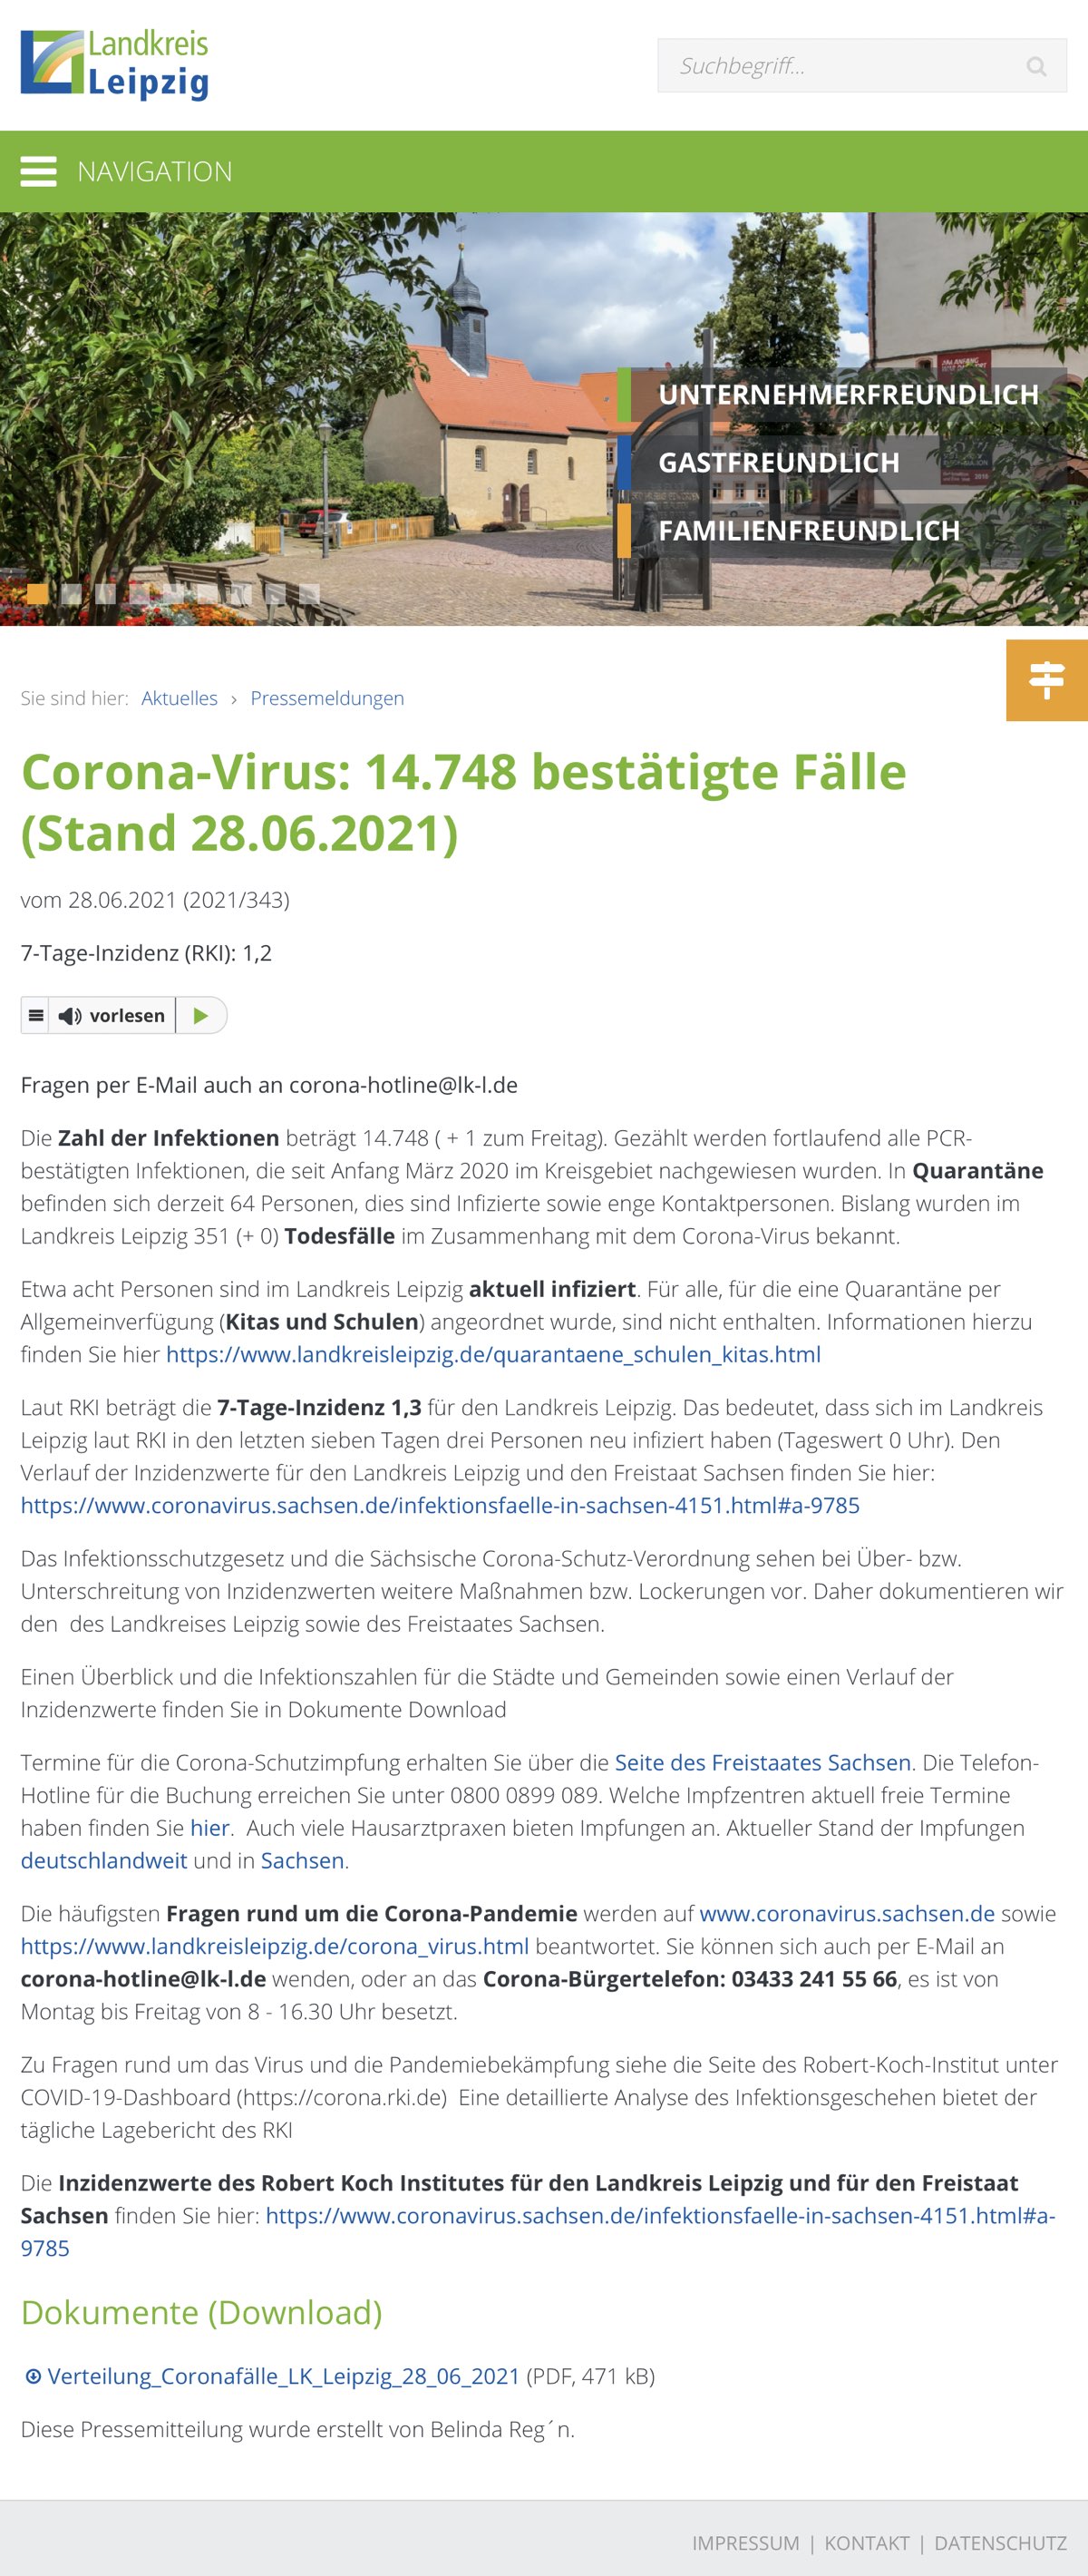 Landkreis
Leipzig
Suchbegriff...
NAVIGATION
UNTERNEHMERFREUNDLICH
GASTFREUNDLICH
FAMILIENFREUNDLICH
Sie sind hier: Aktuelles › Pressemeldungen
Corona-Virus: 14.748 bestätigte Fälle
(Stand 28.06.2021)
vom 28.06.2021 (2021/343)
7-Tage-Inzidenz (RKI): 1,2
vorlesen
Fragen per E-Mail auch an corona-hotline@lk-l.de
Die Zahl der Infektionen beträgt 14.748 ( + 1 zum Freitag). Gezählt werden fortlaufend alle PCR-
bestätigten Infektionen, die seit Anfang März 2020 im Kreisgebiet nachgewiesen wurden. In Quarantäne
befinden sich derzeit 64 Personen, dies sind Infizierte sowie enge Kontaktpersonen. Bislang wurden im
Landkreis Leipzig 351 (+ 0) Todesfälle im Zusammenhang mit dem Corona-Virus bekannt.
Etwa acht Personen sind im Landkreis Leipzig aktuell infiziert. Für alle, für die eine Quarantäne per
Allgemeinverfügung (Kitas und Schulen) angeordnet wurde, sind nicht enthalten. Informationen hierzu
finden Sie hier https://www.landkreisleipzig.de/quarantaene_schulen_kitas.html
Laut RKI beträgt die 7-Tage-Inzidenz 1,3 für den Landkreis Leipzig. Das bedeutet, dass sich im Landkreis
Leipzig laut RKI in den letzten sieben Tagen drei Personen neu infiziert haben (Tageswert 0 Uhr). Den
Verlauf der Inzidenzwerte für den Landkreis Leipzig und den Freistaat Sachsen finden Sie hier:
https://www.coronavirus.sachsen.de/infektionsfaelle-in-sachsen-4151.html#a-9785
Das Infektionsschutzgesetz und die Sächsische Corona-Schutz-Verordnung sehen bei Über- bzw.
Unterschreitung von Inzidenzwerten weitere Maßnahmen bzw. Lockerungen vor. Daher dokumentieren wir
den  des Landkreises Leipzig sowie des Freistaates Sachsen.
Einen Überblick und die Infektionszahlen für die Städte und Gemeinden sowie einen Verlauf der
Inzidenzwerte finden Sie in Dokumente Download
Termine für die Corona-Schutzimpfung erhalten Sie über die Seite des Freistaates Sachsen. Die Telefon-
Hotline für die Buchung erreichen Sie unter 0800 0899 089. Welche Impfzentren aktuell freie Termine
haben finden Sie hier.  Auch viele Hausarztpraxen bieten Impfungen an. Aktueller Stand der Impfungen
deutschlandweit und in Sachsen.
Die häufigsten Fragen rund um die Corona-Pandemie werden auf www.coronavirus.sachsen.de sowie
https://www.landkreisleipzig.de/corona_virus.html beantwortet. Sie können sich auch per E-Mail an
corona-hotline@lk-l.de wenden, oder an das Corona-Bürgertelefon: 03433 241 55 66, es ist von
Montag bis Freitag von 8 - 16.30 Uhr besetzt.
Zu Fragen rund um das Virus und die Pandemiebekämpfung siehe die Seite des Robert-Koch-Institut unter
COVID-19-Dashboard (https://corona.rki.de)  Eine detaillierte Analyse des Infektionsgeschehen bietet der
tägliche Lagebericht des RKI
Die Inzidenzwerte des Robert Koch Institutes für den Landkreis Leipzig und für den Freistaat
Sachsen finden Sie hier: https://www.coronavirus.sachsen.de/infektionsfaelle-in-sachsen-4151.html#a-
9785
Dokumente (Download)
Verteilung_Coronafälle_LK_Leipzig_28_06_2021 (PDF, 471 kB)
Diese Pressemitteilung wurde erstellt von Belinda Reg´n.
IMPRESSUM | KONTAKT | DATENSCHUTZ